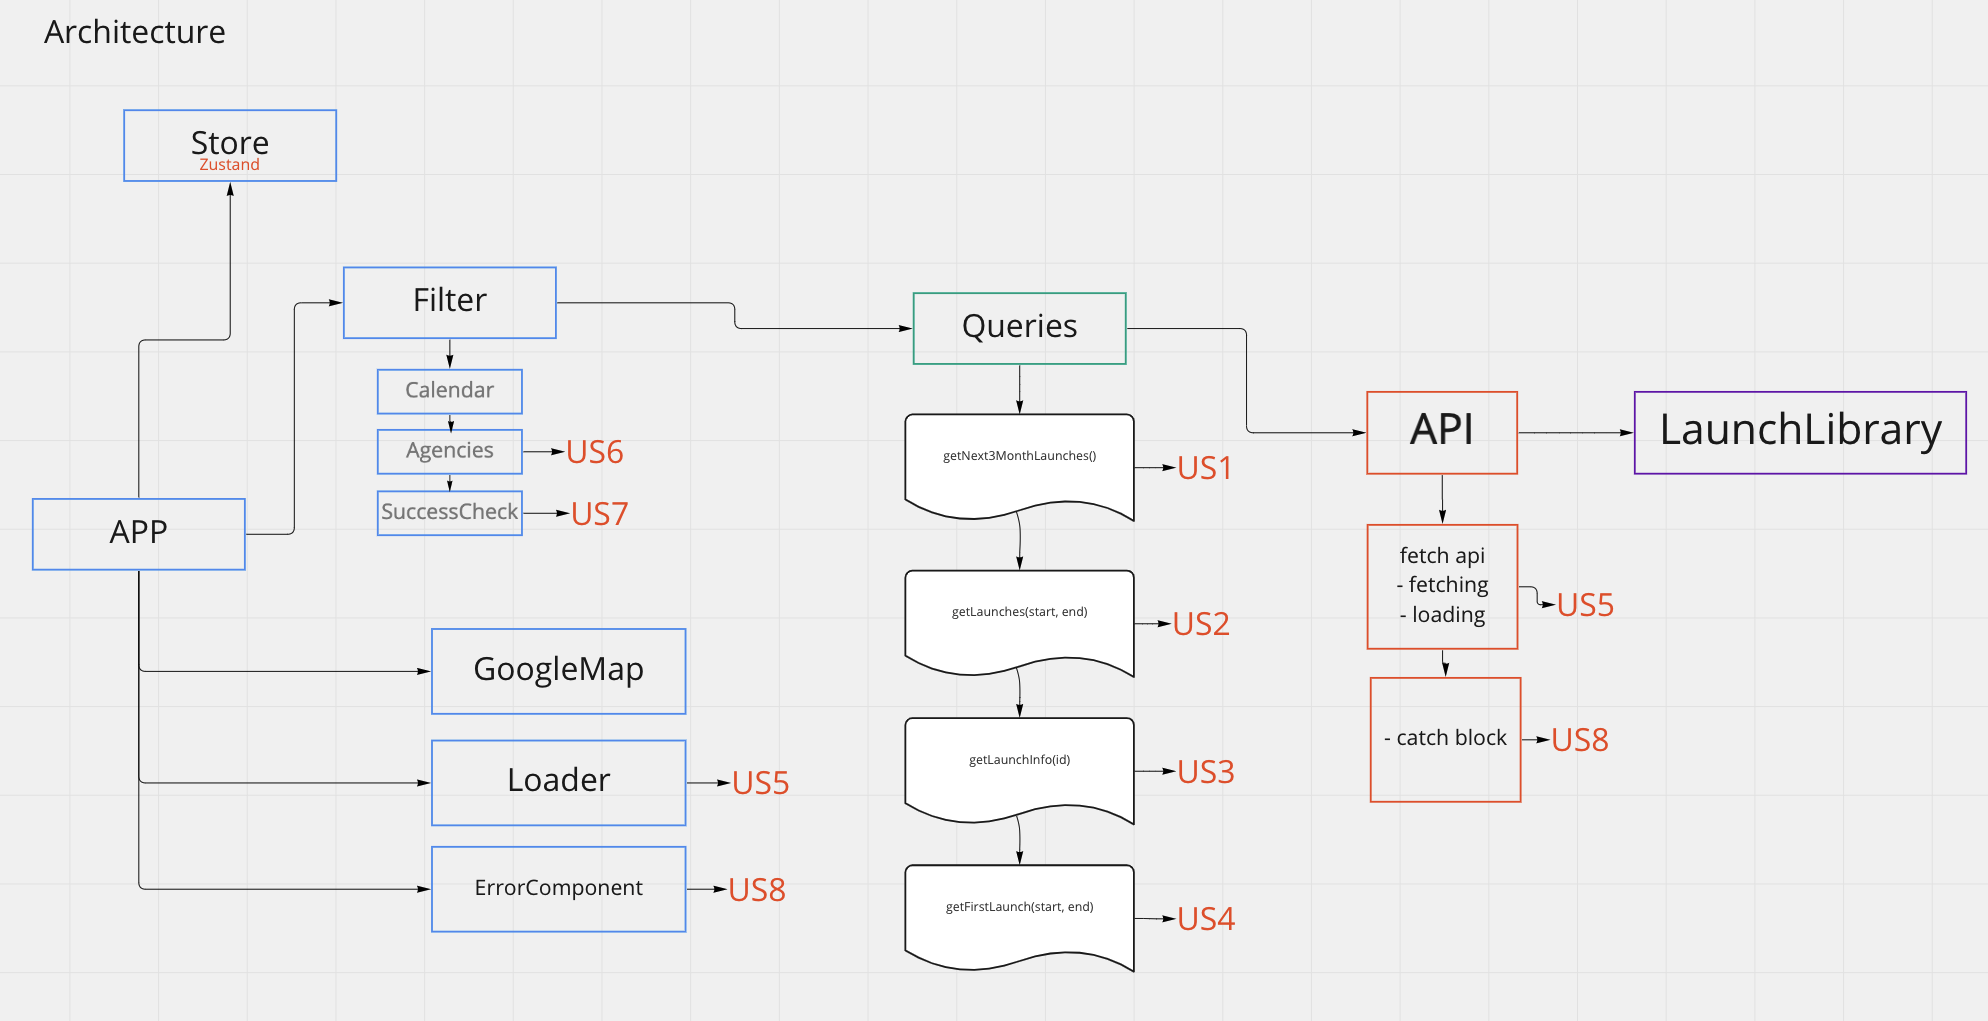 Architecture
Store
Zustand
Filter
Calendar
Agencies
US6
SuccessCheck
US7
APP
GoogleMap
Loader
US5
ErrorComponent
US8
Queries
getNext3MonthLaunches()
US1
getLaunches(start, end)
US2
getLaunchInfo(id)
US3
getFirstLaunch(start, end)
US4
API
LaunchLibrary
fetch api
- fetching
- loading
US5
- catch block
US8